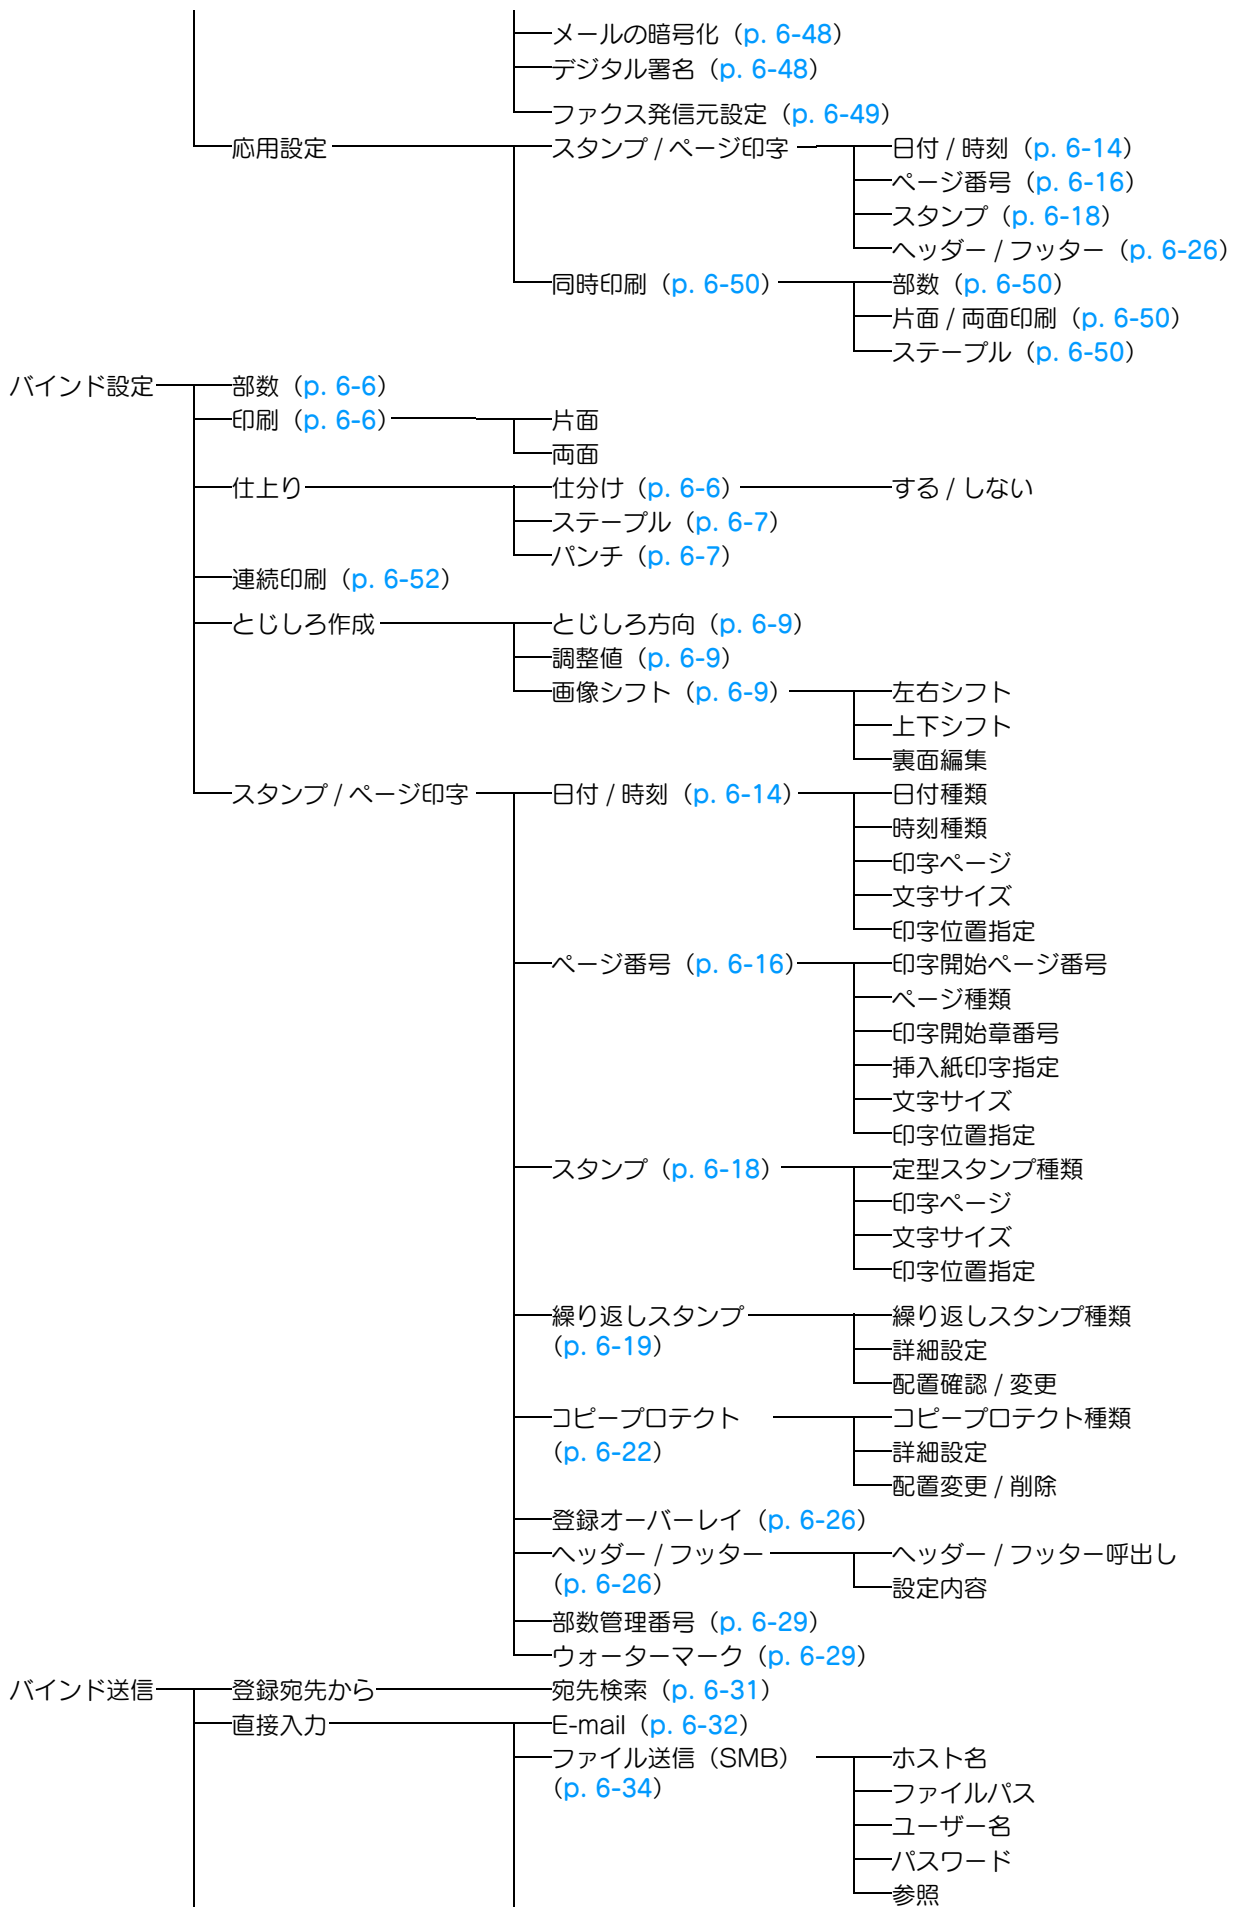 メールの暗号化（p. 6-48）
デジタル署名（p. 6-48）
ファクス発信元設定（p. 6-49）
応用設定 スタンプ / ページ印字 日付 / 時刻（p. 6-14）
ページ番号（p. 6-16）
スタンプ（p. 6-18）
ヘッダー / フッター（p. 6-26）
同時印刷（p. 6-50） 部数（p. 6-50）
片面 / 両面印刷（p. 6-50）
ステープル（p. 6-50）
バインド設定 部数（p. 6-6）
印刷（p. 6-6） 片面
両面
仕上り 仕分け（p. 6-6） する / しない
ステープル（p. 6-7）
パンチ（p. 6-7）
連続印刷（p. 6-52）
とじしろ作成 とじしろ方向（p. 6-9）
調整値（p. 6-9）
画像シフト（p. 6-9） 左右シフト
上下シフト
裏面編集
スタンプ / ページ印字 日付 / 時刻（p. 6-14） 日付種類
時刻種類
印字ページ
文字サイズ
印字位置指定
ページ番号（p. 6-16） 印字開始ページ番号
ページ種類
印字開始章番号
挿入紙印字指定
文字サイズ
印字位置指定
スタンプ（p. 6-18） 定型スタンプ種類
印字ページ
文字サイズ
印字位置指定
繰り返しスタンプ 繰り返しスタンプ種類
（p. 6-19） 詳細設定
配置確認 / 変更
コピープロテクト コピープロテクト種類
（p. 6-22） 詳細設定
配置変更 / 削除
登録オーバーレイ（p. 6-26）
ヘッダー / フッター ヘッダー / フッター呼出し
（p. 6-26） 設定内容
部数管理番号（p. 6-29）
ウォーターマーク（p. 6-29）
バインド送信 登録宛先から 宛先検索（p. 6-31）
直接入力 E-mail（p. 6-32）
ファイル送信（SMB） ホスト名
（p. 6-34） ファイルパス
ユーザー名
パスワード
参照